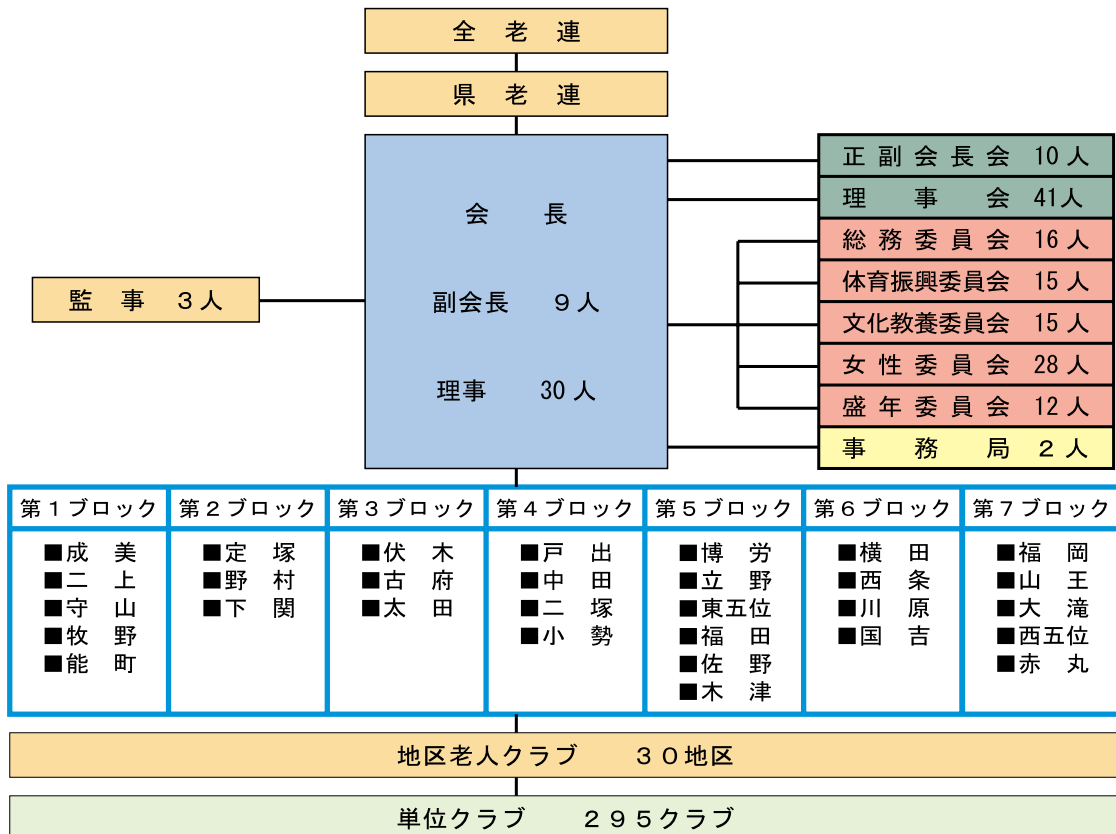 全 老 連
県 老 連
会 長
副会長 9人
理事 30人
監 事 3人
正副会長会 10人
理 事 会 41人
総務委員会 16人
体育振興委員会 15人
文化教養委員会 15人
女性委員会 28人
盛年委員会 12人
事 務 局 2人
第1ブロック
■成 美
■二 上
■守 山
■牧 野
■能 町
第2ブロック
■定 塚
■野 村
■下 関
第3ブロック
■伏 木
■古 府
■太 田
第4ブロック
■戸 出
■中 田
■二 塚
■小 勢
第5ブロック
■博 労
■立 野
■東五位
■福 田
■佐 野
■木 津
第6ブロック
■横 田
■西 条
■川 原
■国 吉
第7ブロック
■福 岡
■山 王
■大 滝
■西五位
■赤 丸
地区老人クラブ 30地区
単位クラブ 295クラブ